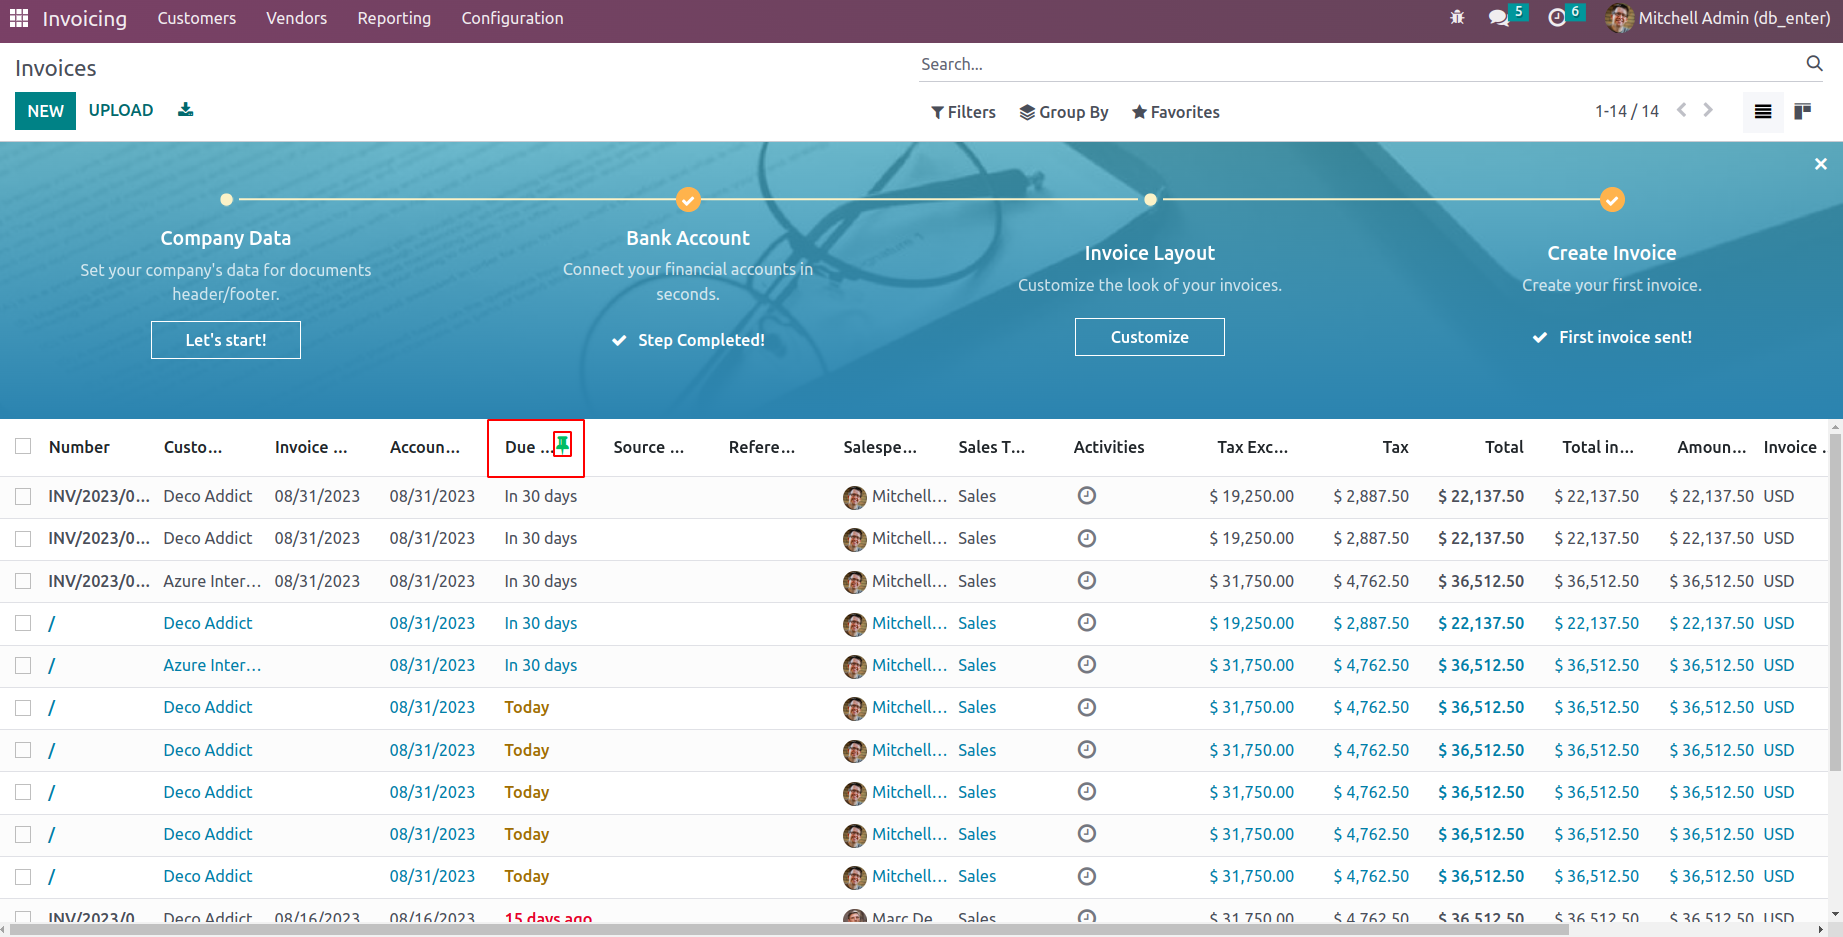 Invoicing Customers Vendors Reporting Configuration 5 6 Mitchell Admin (db_enter)
Invoices Search...
NEW UPLOAD Filters Group By Favorites 1-14 / 14
Company Data Bank Account Invoice Layout Create Invoice
Set your company's data for documents
header/footer.
Connect your financial accounts in
seconds.
Customize the look of your invoices.
Create your first invoice.
Let's start! Step Completed! Customize First invoice sent!
Number Custo... Invoice ... Accoun... Due ... Source ... Refere... Salespe... Sales T... Activities Tax Exc... Tax Total Total in... Amoun... Invoice .
INV/2023/0... Deco Addict 08/31/2023 08/31/2023 In 30 days Mitchell... Sales $ 19,250.00 $ 2,887.50 $ 22,137.50 $ 22,137.50 $ 22,137.50 USD
INV/2023/0... Deco Addict 08/31/2023 08/31/2023 In 30 days Mitchell... Sales $ 19,250.00 $ 2,887.50 $ 22,137.50 $ 22,137.50 $ 22,137.50 USD
INV/2023/0... Azure Inter... 08/31/2023 08/31/2023 In 30 days Mitchell... Sales $ 31,750.00 $ 4,762.50 $ 36,512.50 $ 36,512.50 $ 36,512.50 USD
/ Deco Addict 08/31/2023 In 30 days Mitchell... Sales $ 19,250.00 $ 2,887.50 $ 22,137.50 $ 22,137.50 $ 22,137.50 USD
/ Azure Inter... 08/31/2023 In 30 days Mitchell... Sales $ 31,750.00 $ 4,762.50 $ 36,512.50 $ 36,512.50 $ 36,512.50 USD
/ Deco Addict 08/31/2023 Today Mitchell... Sales $ 31,750.00 $ 4,762.50 $ 36,512.50 $ 36,512.50 $ 36,512.50 USD
/ Deco Addict 08/31/2023 Today Mitchell... Sales $ 31,750.00 $ 4,762.50 $ 36,512.50 $ 36,512.50 $ 36,512.50 USD
/ Deco Addict 08/31/2023 Today Mitchell... Sales $ 31,750.00 $ 4,762.50 $ 36,512.50 $ 36,512.50 $ 36,512.50 USD
/ Deco Addict 08/31/2023 Today Mitchell... Sales $ 31,750.00 $ 4,762.50 $ 36,512.50 $ 36,512.50 $ 36,512.50 USD
/ Deco Addict 08/31/2023 Today Mitchell... Sales $ 31,750.00 $ 4,762.50 $ 36,512.50 $ 36,512.50 $ 36,512.50 USD
INV/2023/0... Deco Addict 08/16/2023 08/16/2023 15 days ago Marc De... Sales $ 31,750.00 $ 4,762.50 $ 36,512.50 $ 36,512.50 $ 36,512.50 USD